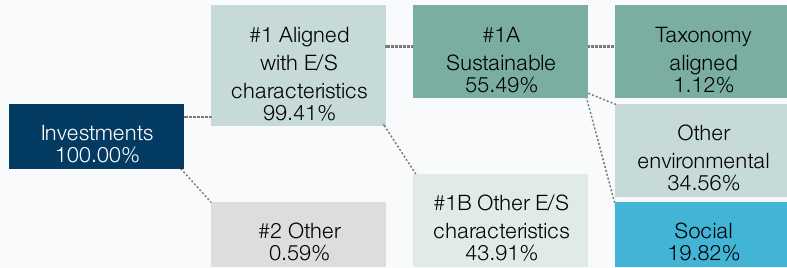 Investments
100.00%
#1 Aligned
with E/S
characteristics
99.41%
#2 Other
0.59%
#1A
Sustainable
55.49%
#1B Other E/S
characteristics
43.91%
Taxonomy
aligned
1.12%
Other
environmental
34.56%
Social
19.82%